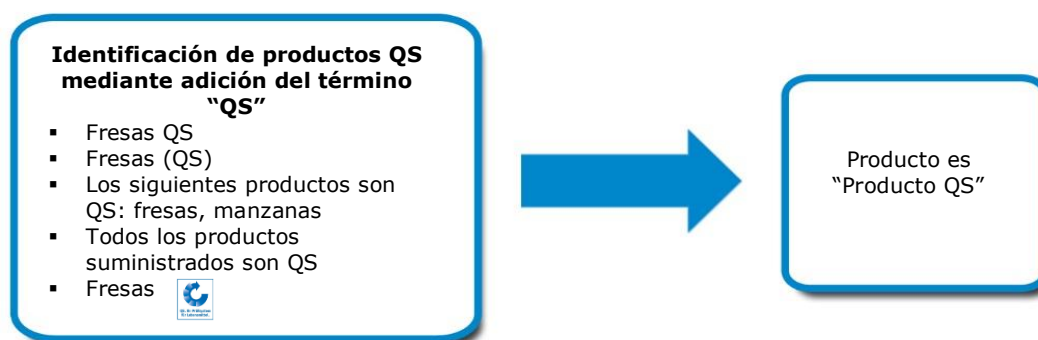 Identificación de productos QS
mediante adición del término
“QS”
▪ Fresas QS
▪ Fresas (QS)
▪ Los siguientes productos son
QS: fresas, manzanas
▪ Todos los productos
suministrados son QS
▪ Fresas
Producto es
“Producto QS”